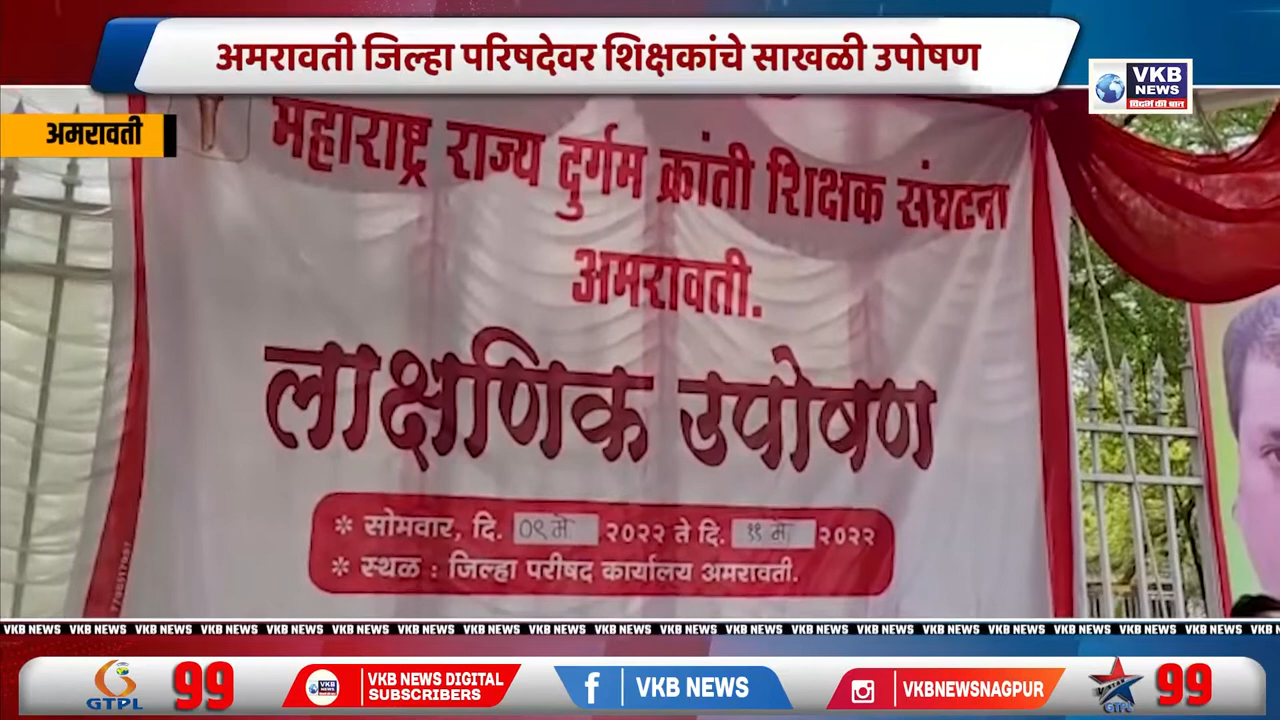 अमरावती जिल्हा परिषदेवर शिक्षकांचे साखळी उपोषण
VKB
NEWS
विदर्भ की बात
अमरावती
महाराष्ट्र राज्य दुर्गम क्रांती शिक्षक संघटना
अमरावती.
लाक्षणिक उपोषण
* सोमवार, दि. ०९ मे २०२२ ते दि. ११ मे २०२२
* स्थळ : जिल्हा परीषद कार्यालय अमरावती.
VKB NEWS VKB NEWS VKB NEWS VKB NEWS VKB NEWS VKB NEWS VKB NEWS VKB NEWS VKB NEWS VKB NEWS VKB NEWS VKB NEWS VKB NEWS VKB NEWS VKB NEWS VKB NEWS VKB NEWS VKB NEWS VKB NEWS
GTPL 99 VKB NEWS DIGITAL SUBSCRIBERS f VKB NEWS VKBNEWSNAGPUR GTPL 99